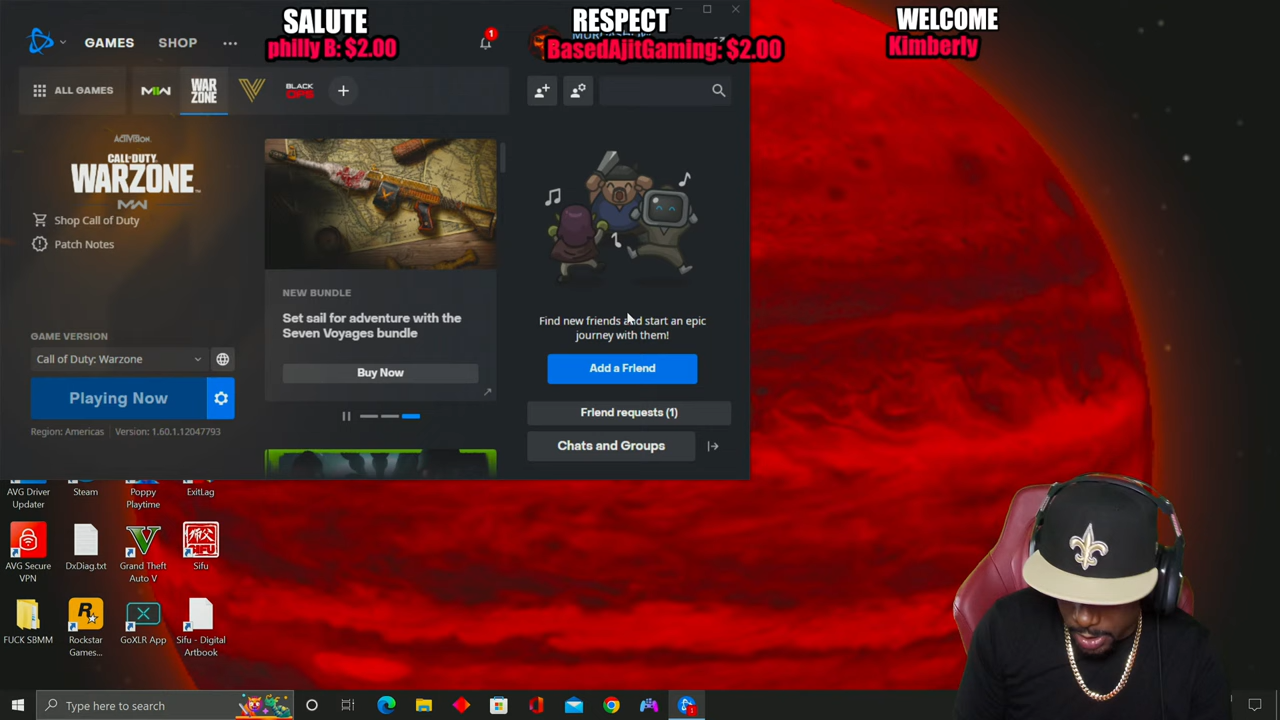 SALUTE
philly B: $2.00
RESPECT
BasedAjitGaming: $2.00
WELCOME
Kimberly
GAMES
SHOP
1
ALL GAMES
MW
WAR
ZONE
BLACK
OPS
ACTIVISION
CALL OF DUTY
WARZONE
MW
Shop Call of Duty
Patch Notes
GAME VERSION
Call of Duty: Warzone
Playing Now
Region: Americas
Version: 1.60.1.12047793
NEW BUNDLE
Set sail for adventure with the
Seven Voyages bundle
Buy Now
Find new friends and start an epic
journey with them!
Add a Friend
Friend requests (1)
Chats and Groups
AVG Driver
Updater
Steam
Poppy
Playtime
ExitLag
AVG Secure
VPN
DxDiag.txt
Grand Theft
Auto V
Sifu
FUCK SBMM
Rockstar
Games...
GoXLR App
Sifu - Digital
Artbook
Type here to search
1